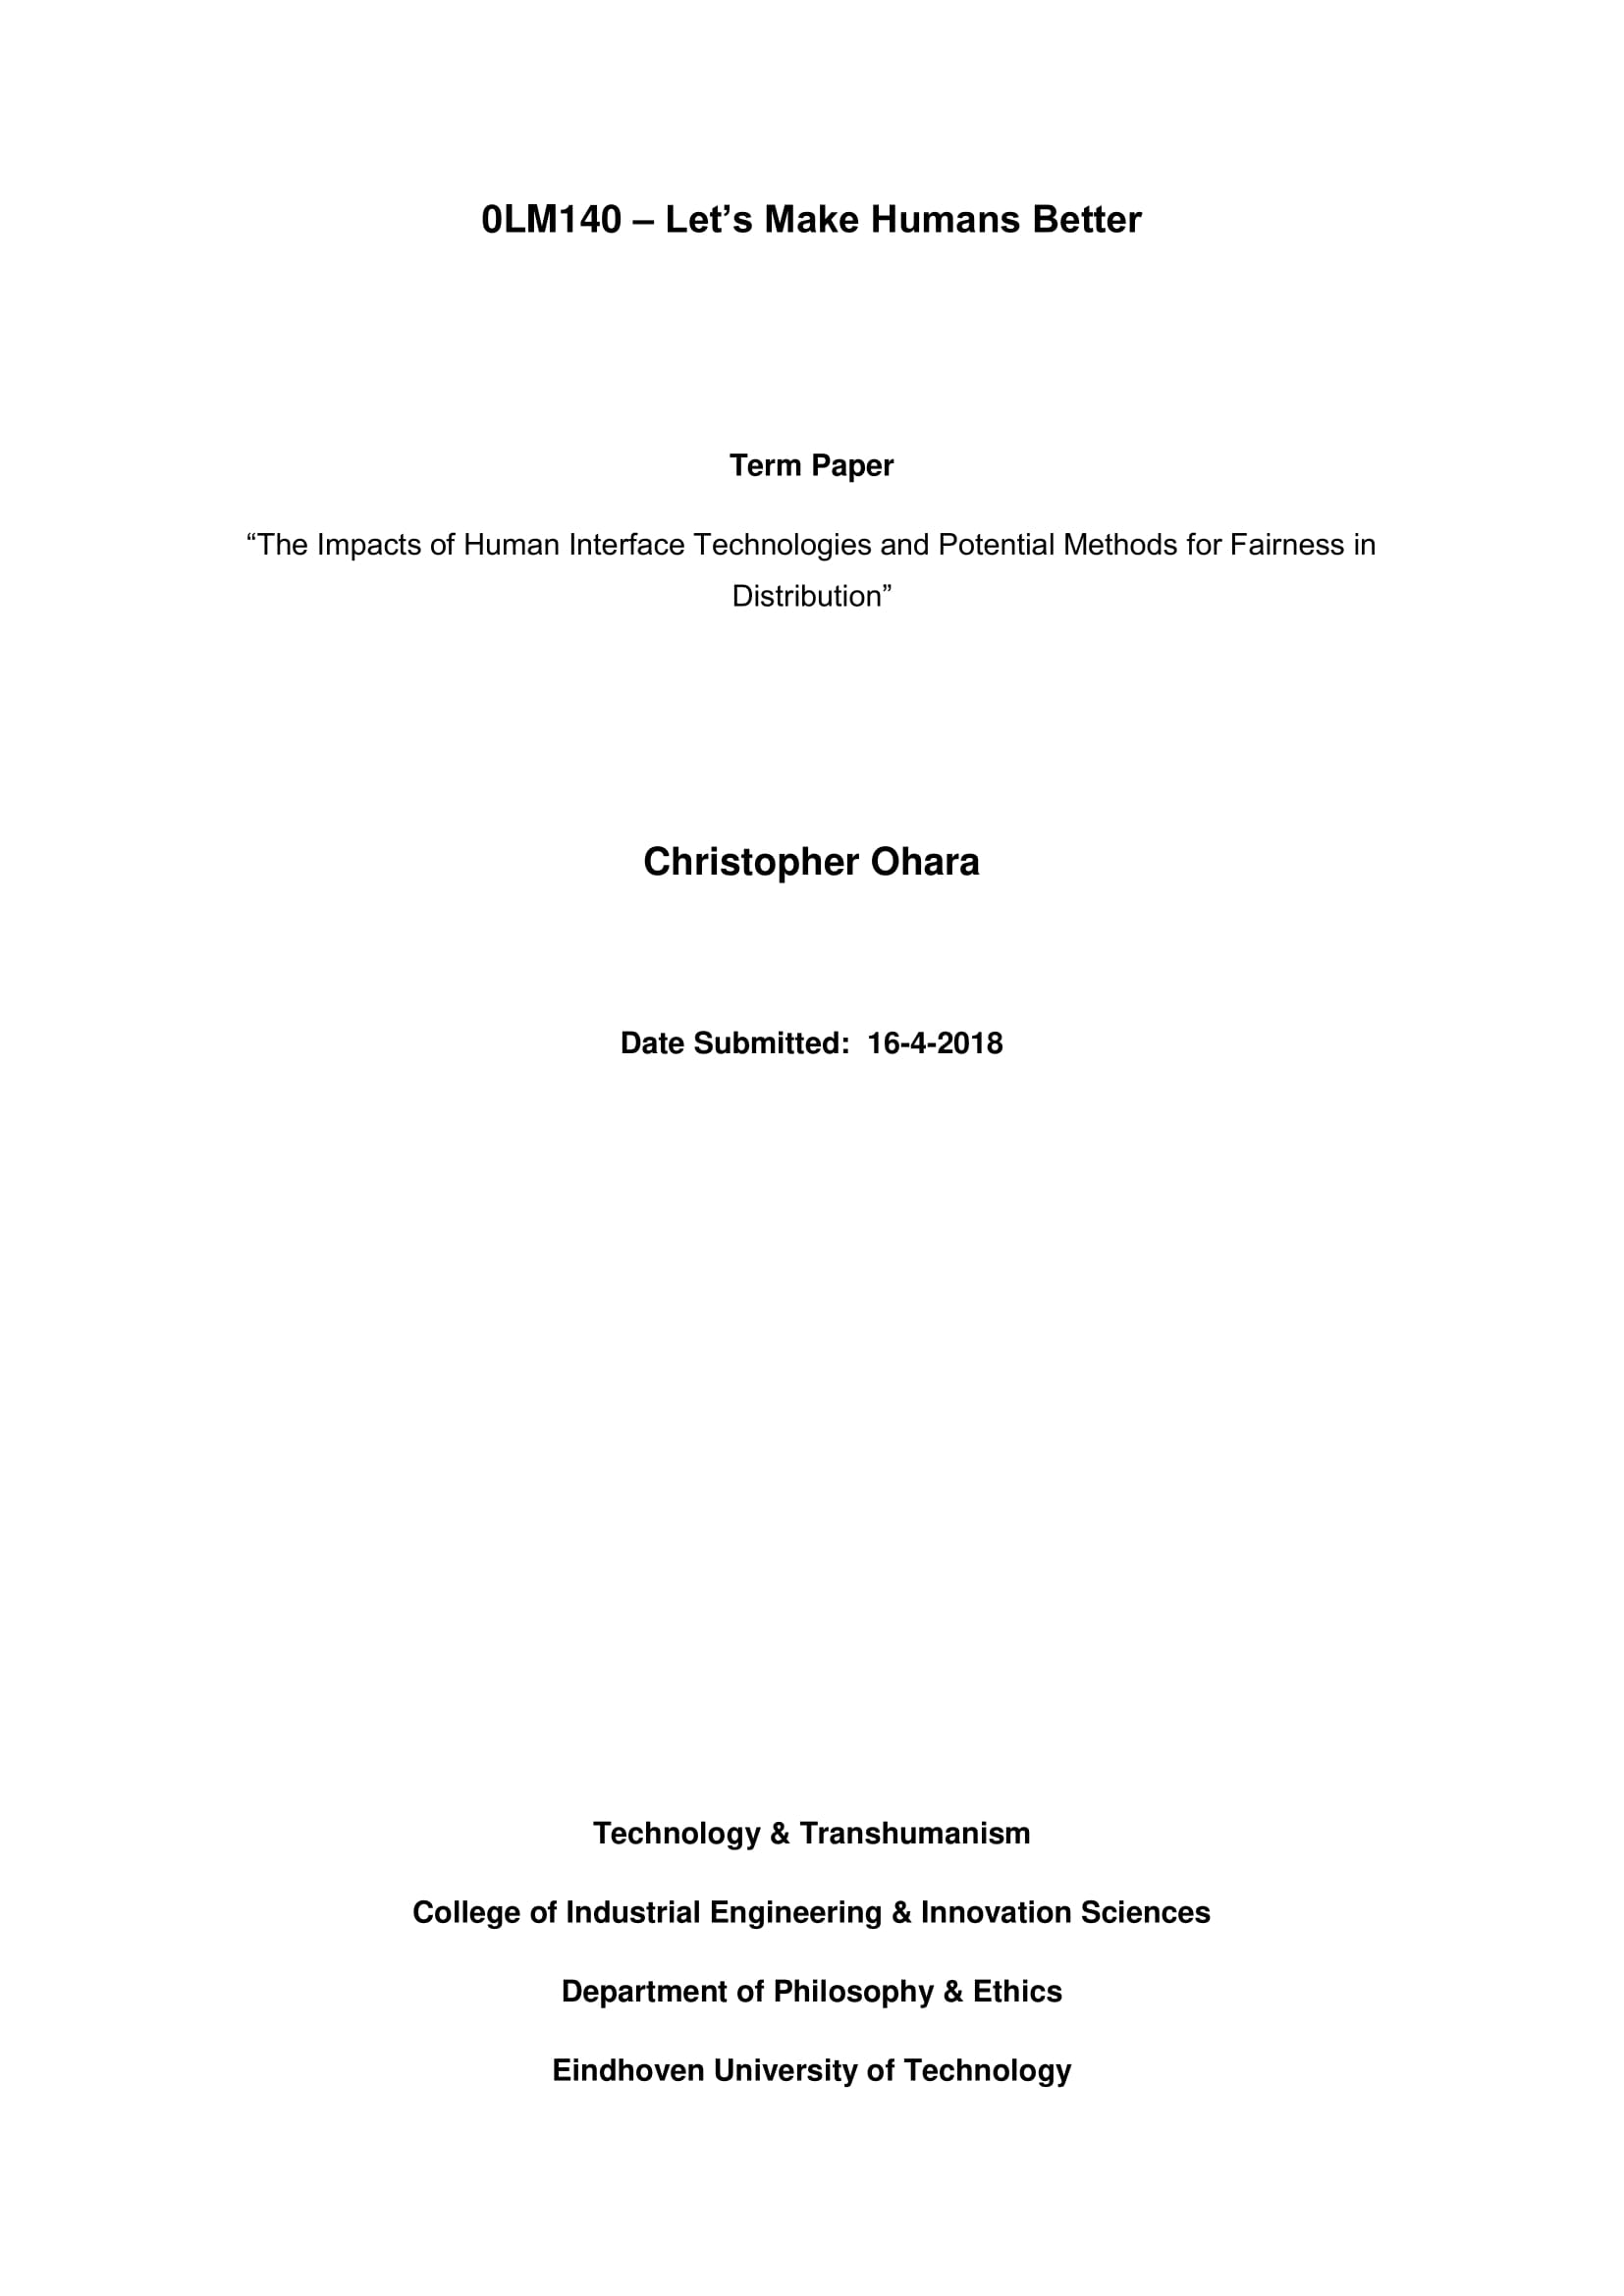 0LM140 – Let’s Make Humans Better
Term Paper
“The Impacts of Human Interface Technologies and Potential Methods for Fairness in
Distribution”
Christopher Ohara
Date Submitted:  16-4-2018
Technology & Transhumanism
College of Industrial Engineering & Innovation Sciences
Department of Philosophy & Ethics
Eindhoven University of Technology